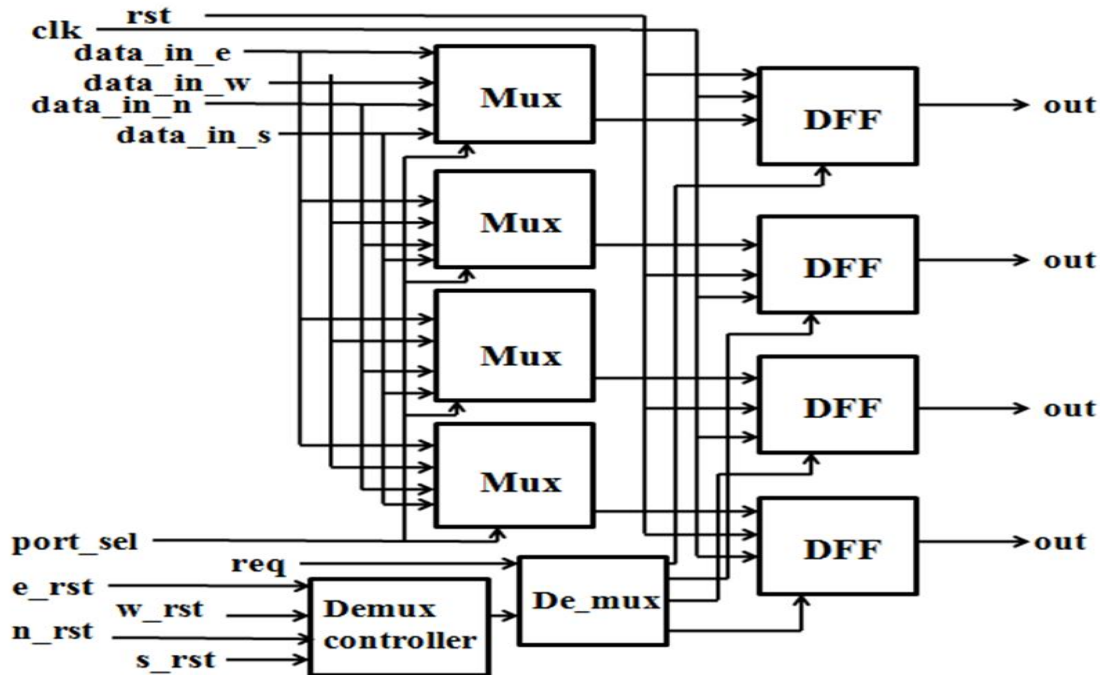 rst
clk
data_in_e
data_in_w
data_in_n
data_in_s
Mux
DFF
out
Mux
DFF
out
Mux
DFF
out
Mux
DFF
out
port_sel
req
e_rst
w_rst
n_rst
s_rst
Demux
controller
De_mux